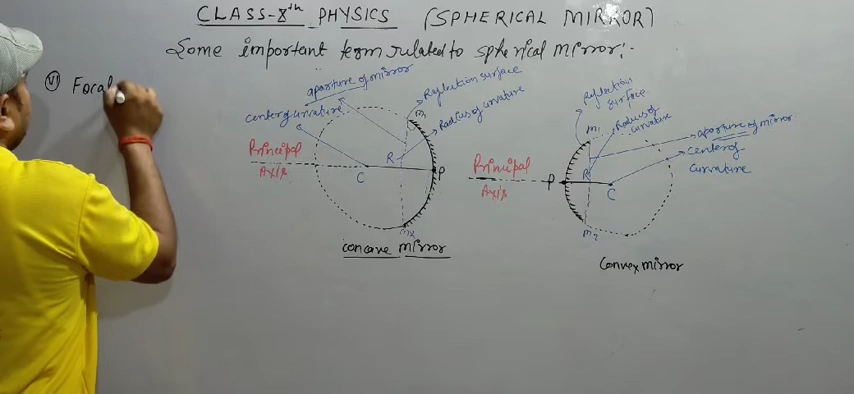 CLASS-8th PHYSICS (SPHERICAL MIRROR)
Some important term related to spherical mirror:-
(VI) Focal
aperture of mirror
center of curvature
Reflection surface
Radius of curvature
M1
Principal
Axis
C
R
P
M2
concave mirror
Reflection
surface
Radius of
curvature
M1
aperture of mirror
center of
curvature
Principal
Axis
P
R
C
M2
Convex mirror